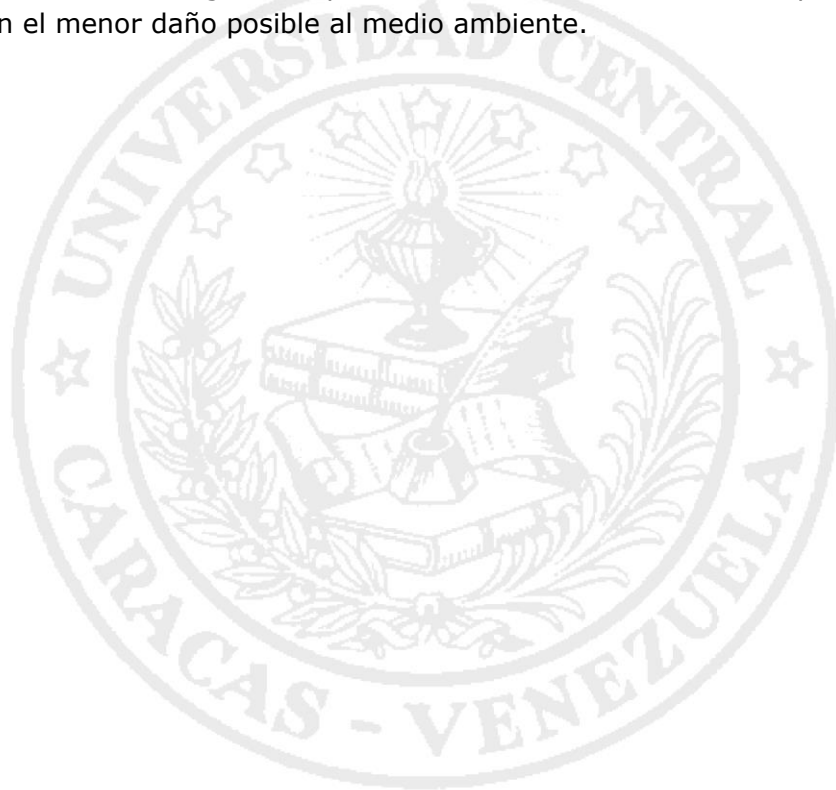 n el menor daño posible al medio ambiente.
UNIVERSIDAD CENTRAL
CARACAS - VENEZUELA